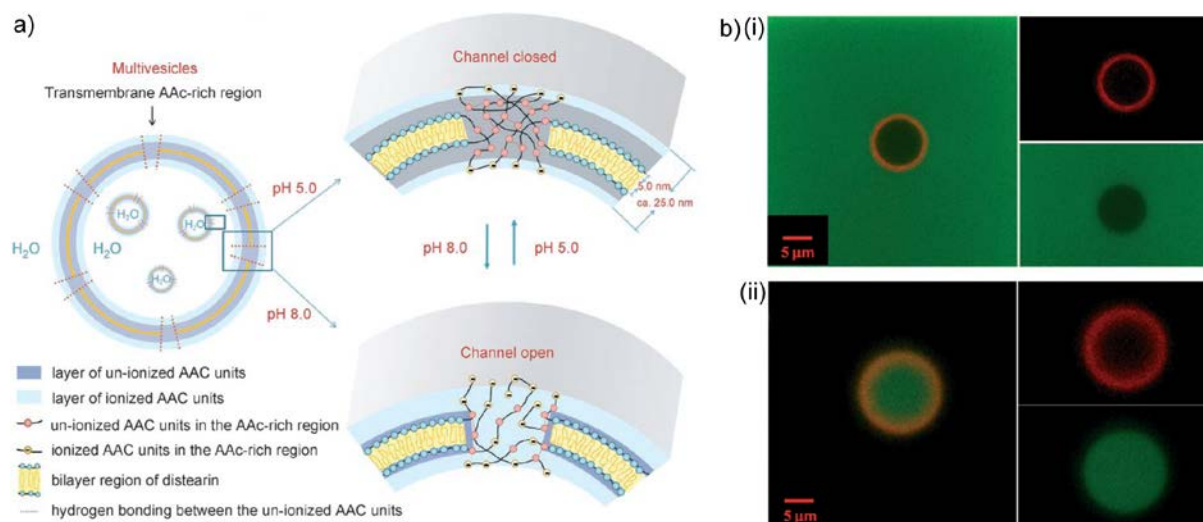 a)
Multivesicles
Transmembrane AAc-rich region
H₂O
H₂O
H₂O
H₂O
H₂O
pH 5.0
pH 8.0
Channel closed
5.0 nm
ca. 25.0 nm
pH 8.0
pH 5.0
Channel open
layer of un-ionized AAC units
layer of ionized AAC units
un-ionized AAC units in the AAc-rich region
ionized AAC units in the AAc-rich region
bilayer region of distearin
hydrogen bonding between the un-ionized AAC units
b) (i)
5 µm
(ii)
5 µm